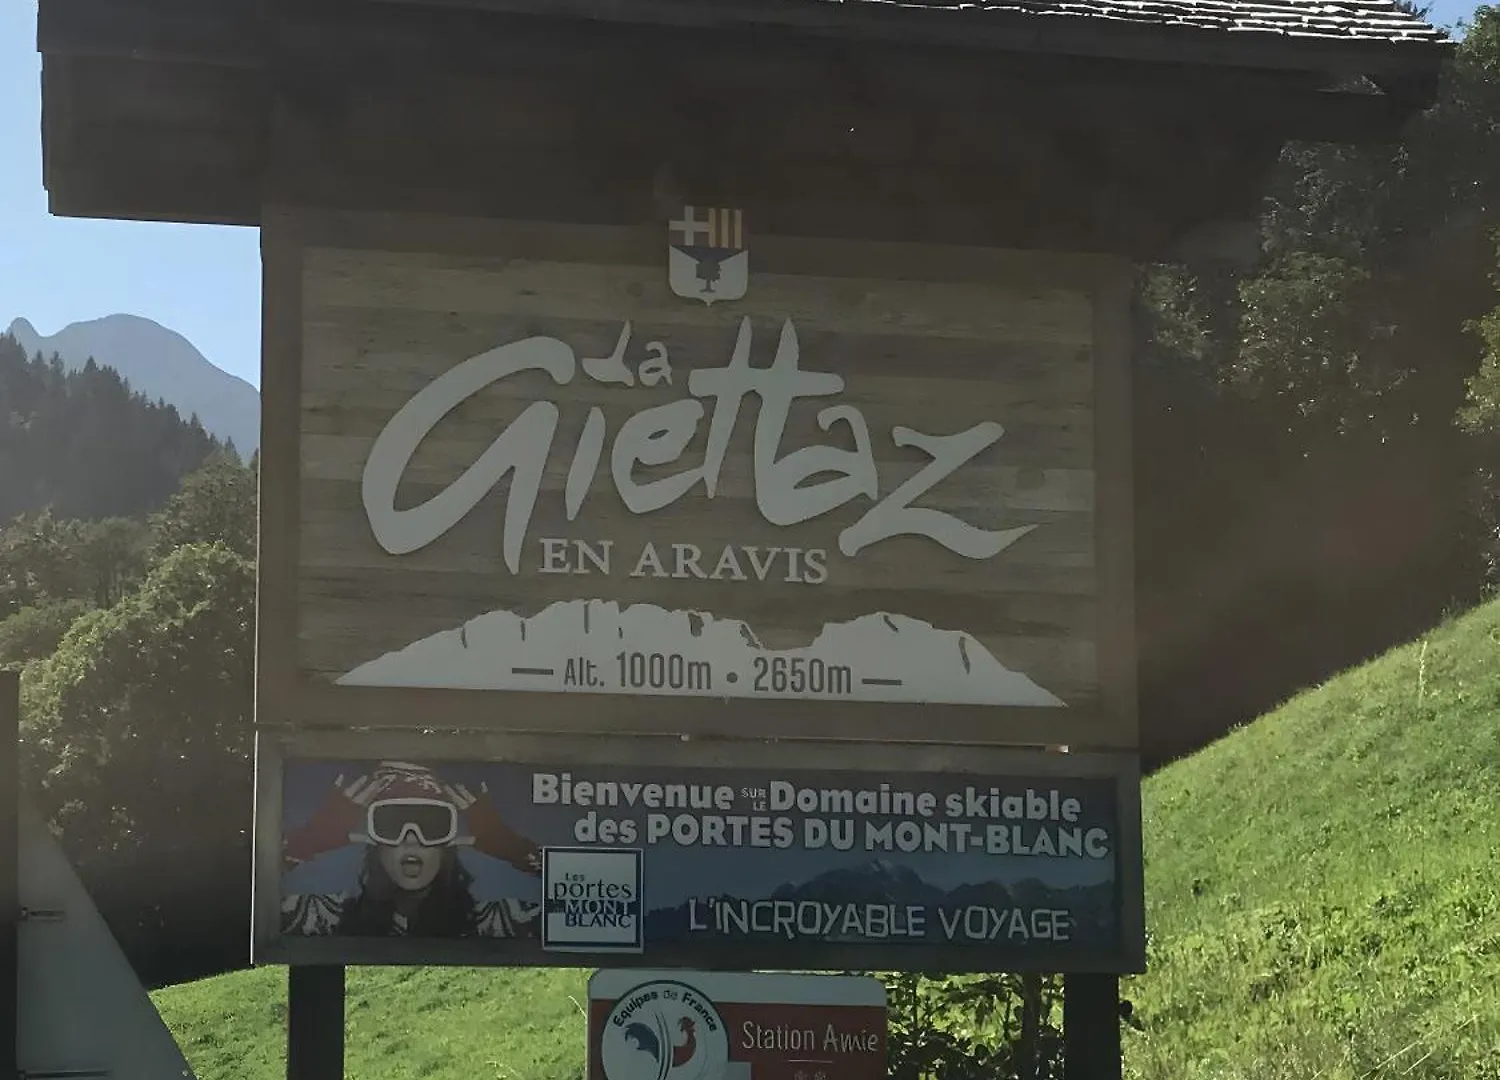 La
Giettaz
EN ARAVIS
Alt. 1000m • 2650m
Bienvenue SUR LE Domaine skiable
des PORTES DU MONT-BLANC
Les
portes
du MONT
BLANC
L'INCROYABLE VOYAGE
Equipes de France
Station Amie